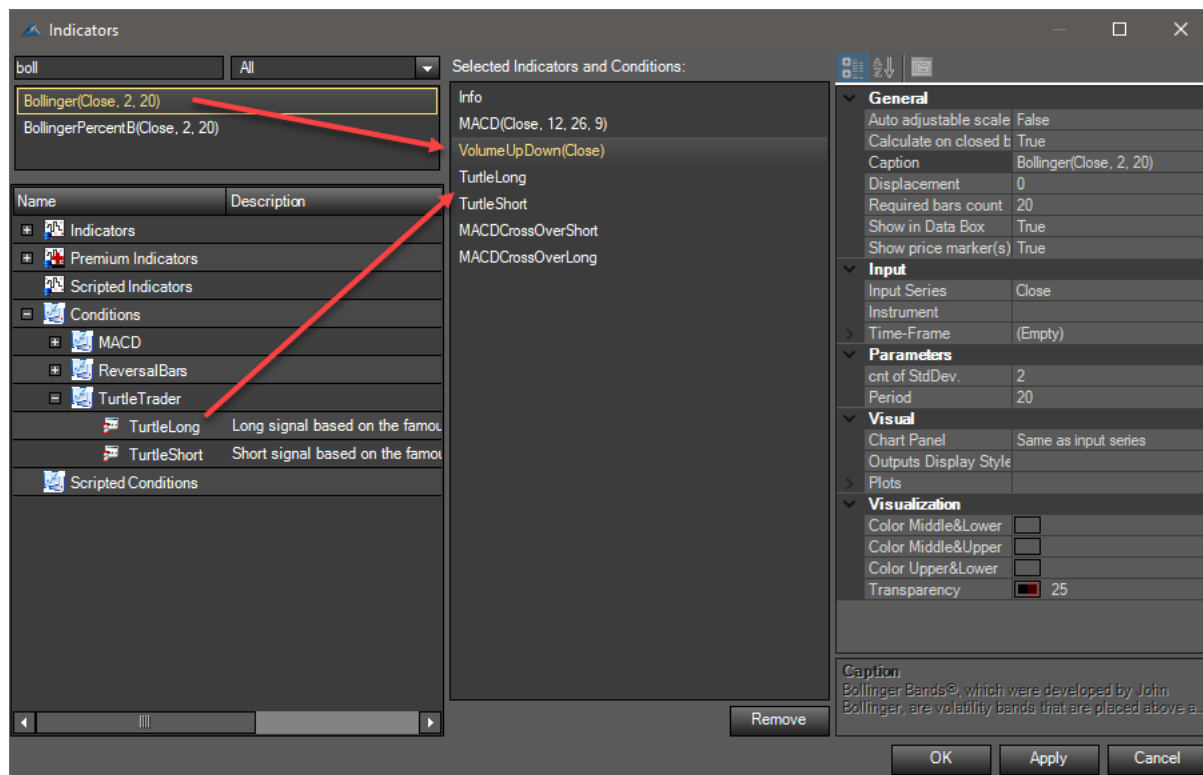 Indicators
boll
All
Bollinger(Close, 2, 20)
BollingerPercentB(Close, 2, 20)
Name Description
Indicators
Premium Indicators
Scripted Indicators
Conditions
MACD
ReversalBars
TurtleTrader
TurtleLong Long signal based on the famou
TurtleShort Short signal based on the famou
Scripted Conditions
Selected Indicators and Conditions:
Info
MACD(Close, 12, 26, 9)
VolumeUpDown(Close)
TurtleLong
TurtleShort
MACDCrossOverShort
MACDCrossOverLong
Remove
General
Auto adjustable scale False
Calculate on closed b True
Caption Bollinger(Close, 2, 20)
Displacement 0
Required bars count 20
Show in Data Box True
Show price marker(s) True
Input
Input Series Close
Instrument
Time-Frame (Empty)
Parameters
cnt of StdDev. 2
Period 20
Visual
Chart Panel Same as input series
Outputs Display Style
Plots
Visualization
Color Middle&Lower
Color Middle&Upper
Color Upper&Lower
Transparency 25
Caption
Bollinger Bands®, which were developed by John
Bollinger, are volatility bands that are placed above a...
OK Apply Cancel